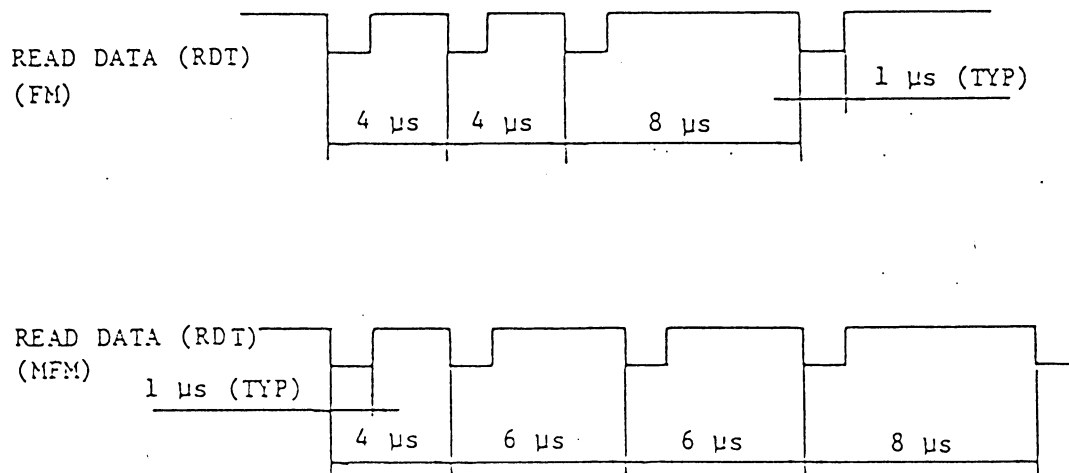 READ DATA (RDT)
(FM)
1 µs (TYP)
4 µs 4 µs 8 µs
READ DATA (RDT)
(MFM)
1 µs (TYP)
4 µs 6 µs 6 µs 8 µs